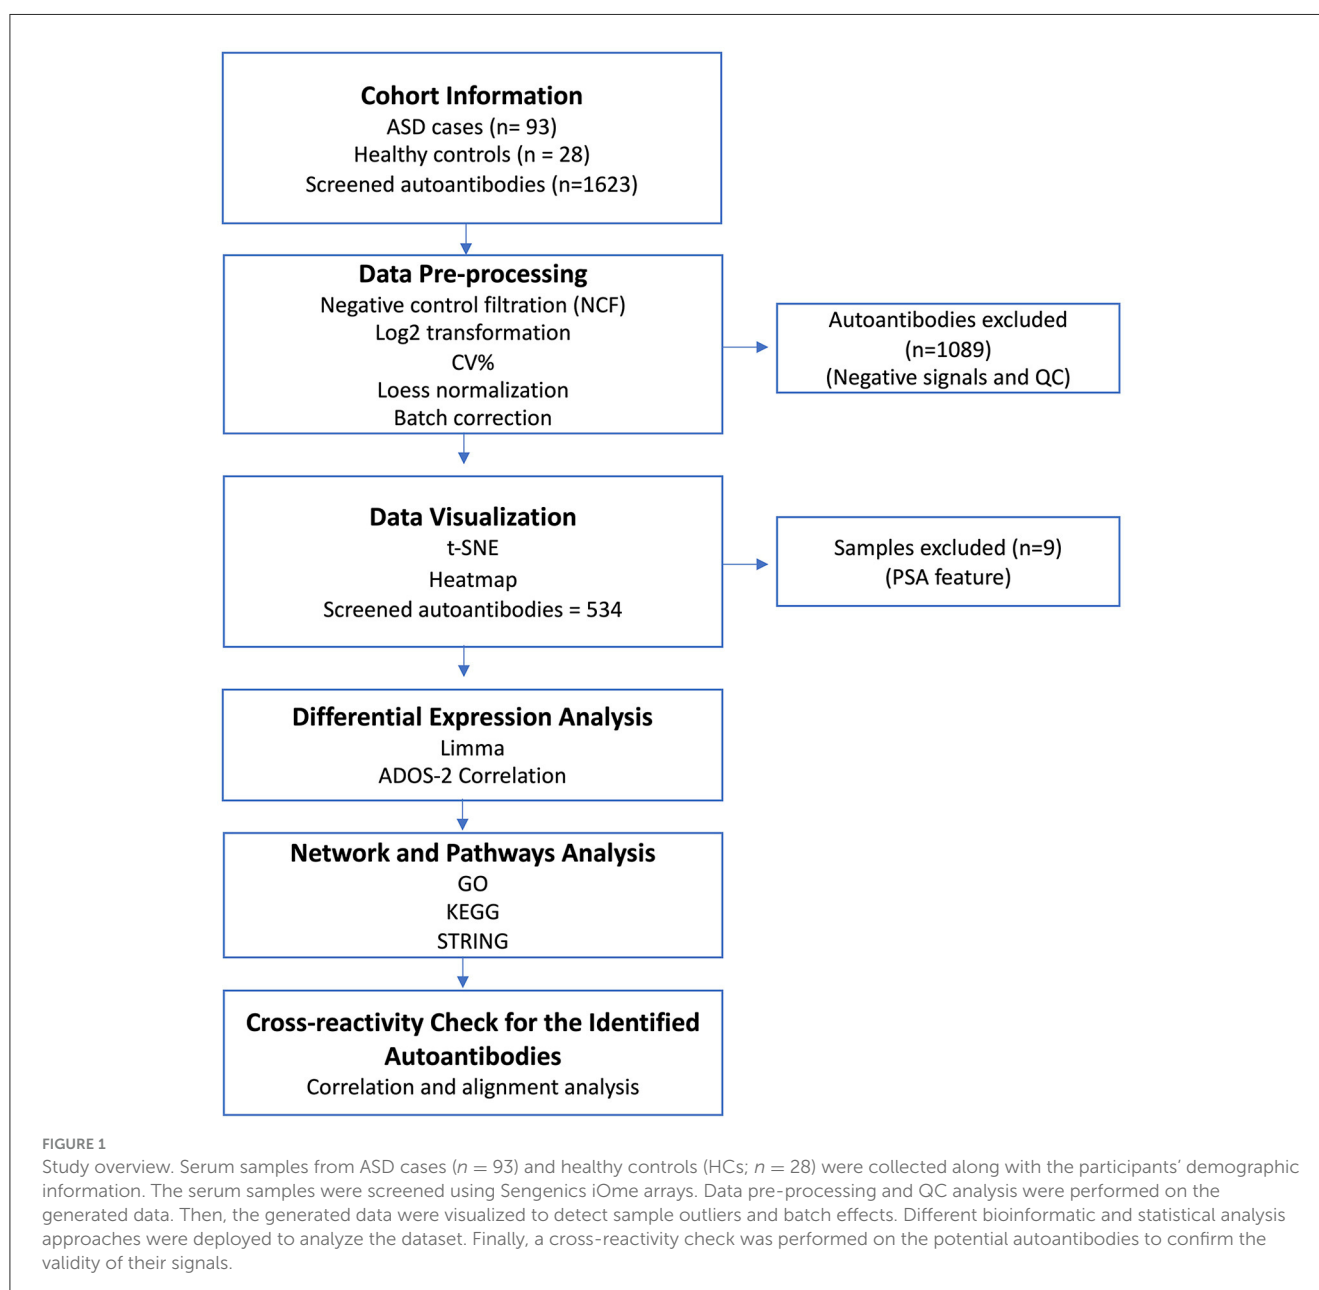 Cohort Information
ASD cases (n= 93)
Healthy controls (n = 28)
Screened autoantibodies (n=1623)
Data Pre-processing
Negative control filtration (NCF)
Log2 transformation
CV%
Loess normalization
Batch correction
Autoantibodies excluded
(n=1089)
(Negative signals and QC)
Data Visualization
t-SNE
Heatmap
Screened autoantibodies = 534
Samples excluded (n=9)
(PSA feature)
Differential Expression Analysis
Limma
ADOS-2 Correlation
Network and Pathways Analysis
GO
KEGG
STRING
Cross-reactivity Check for the Identified
Autoantibodies
Correlation and alignment analysis
FIGURE 1
Study overview. Serum samples from ASD cases (n = 93) and healthy controls (HCs; n = 28) were collected along with the participants’ demographic
information. The serum samples were screened using Sengenics iOme arrays. Data pre-processing and QC analysis were performed on the
generated data. Then, the generated data were visualized to detect sample outliers and batch effects. Different bioinformatic and statistical analysis
approaches were deployed to analyze the dataset. Finally, a cross-reactivity check was performed on the potential autoantibodies to confirm the
validity of their signals.